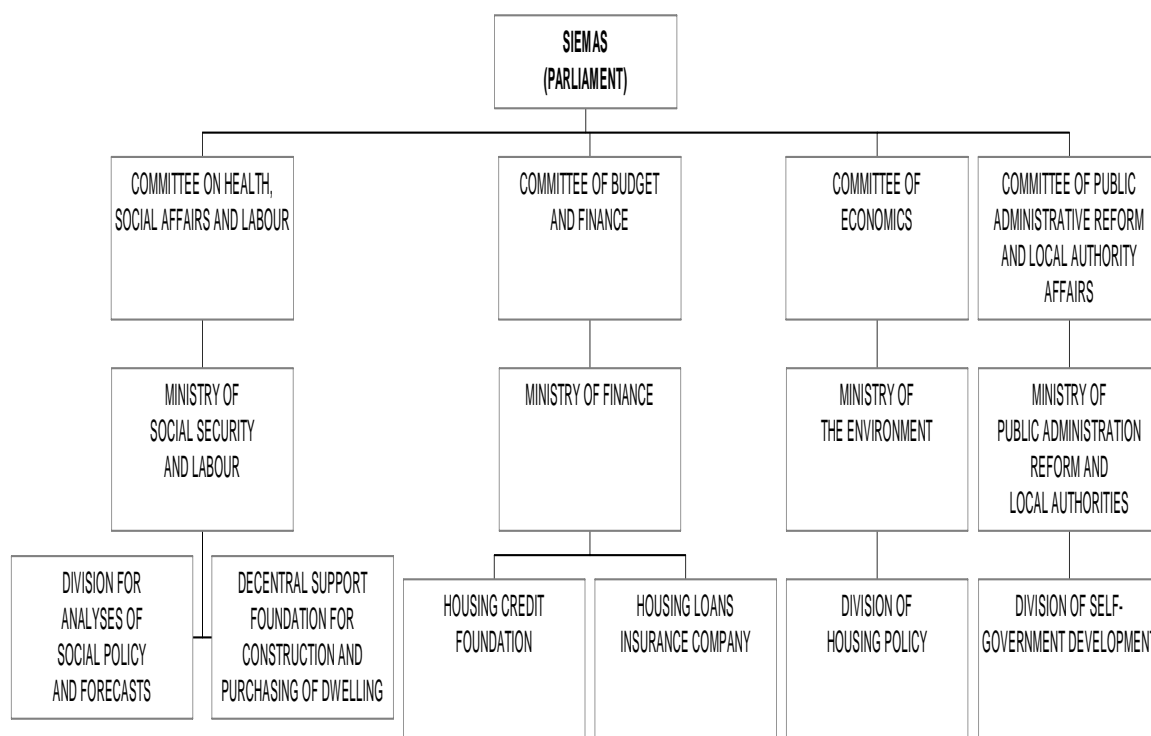 SIEMAS
(PARLIAMENT)
COMMITTEE ON HEALTH,
SOCIAL AFFAIRS AND LABOUR
COMMITTEE OF BUDGET
AND FINANCE
COMMITTEE OF
ECONOMICS
COMMITTEE OF PUBLIC
ADMINISTRATIVE REFORM
AND LOCAL AUTHORITY
AFFAIRS
MINISTRY OF
SOCIAL SECURITY
AND LABOUR
MINISTRY OF FINANCE
MINISTRY OF
THE ENVIRONMENT
MINISTRY OF
PUBLIC ADMINISTRATION
REFORM AND
LOCAL AUTHORITIES
DIVISION FOR
ANALYSES OF
SOCIAL POLICY
AND FORECASTS
DECENTRAL SUPPORT
FOUNDATION FOR
CONSTRUCTION AND
PURCHASING OF DWELLING
HOUSING CREDIT
FOUNDATION
HOUSING LOANS
INSURANCE COMPANY
DIVISION OF
HOUSING POLICY
DIVISION OF SELF-
GOVERNMENT DEVELOPMENT